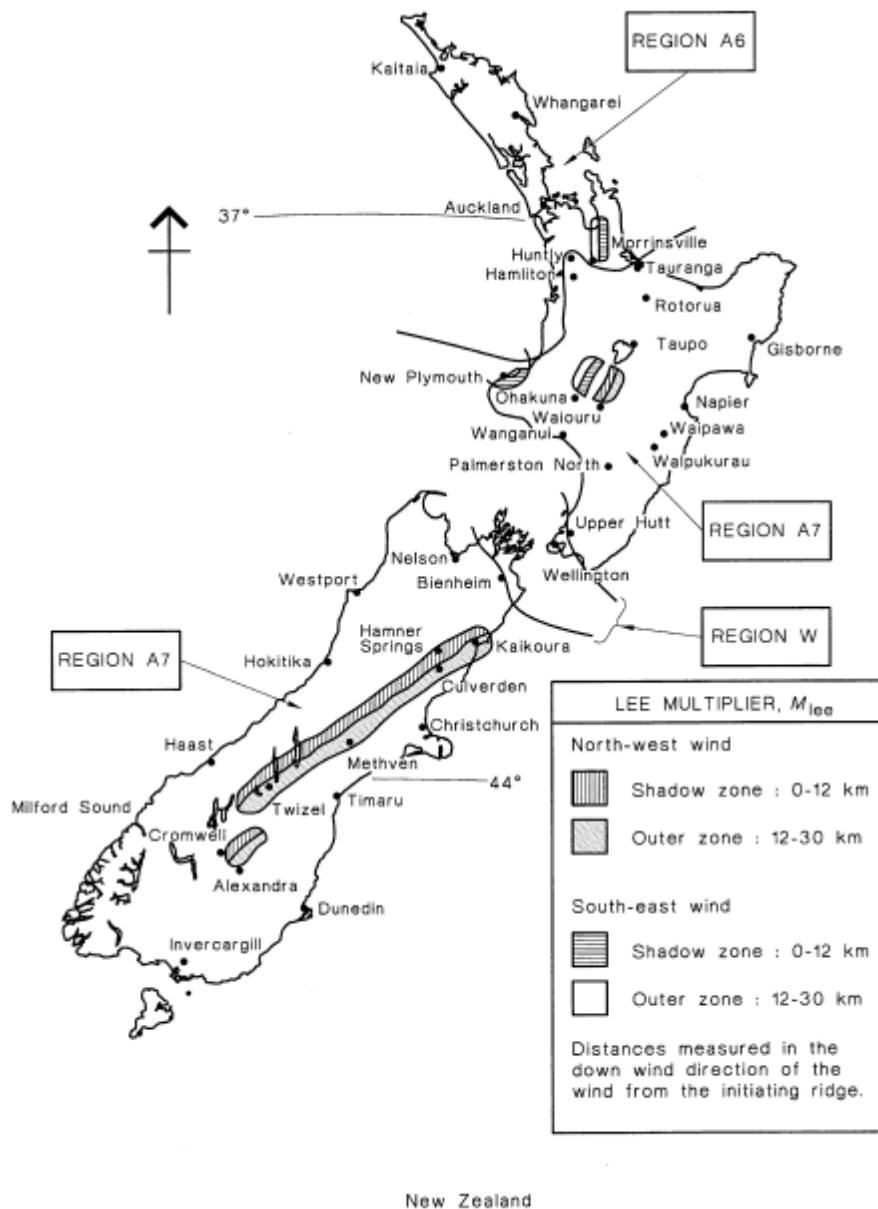 REGION A6
Kaitaia
Whangarei
Auckland
37°
Morrinsville
Huntly
Hamliton
Tauranga
Rotorua
Taupo
Gisborne
New Plymouth
Ohakuna
Waiouru
Napier
Wanganui
Waipawa
Walpukurau
Palmerston North
REGION A7
Upper Hutt
Nelson
Wellington
Bienheim
Westport
REGION W
Hamner
Springs
Kaikoura
REGION A7
Hokitika
Culverden
Christchurch
Haast
Methven
44°
Twizel
Timaru
Milford Sound
Cromwell
Alexandra
Dunedin
Invercargill
LEE MULTIPLIER, Mlee
North-west wind
Shadow zone : 0-12 km
Outer zone : 12-30 km
South-east wind
Shadow zone : 0-12 km
Outer zone : 12-30 km
Distances measured in the
down wind direction of the
wind from the initiating ridge.
New Zealand